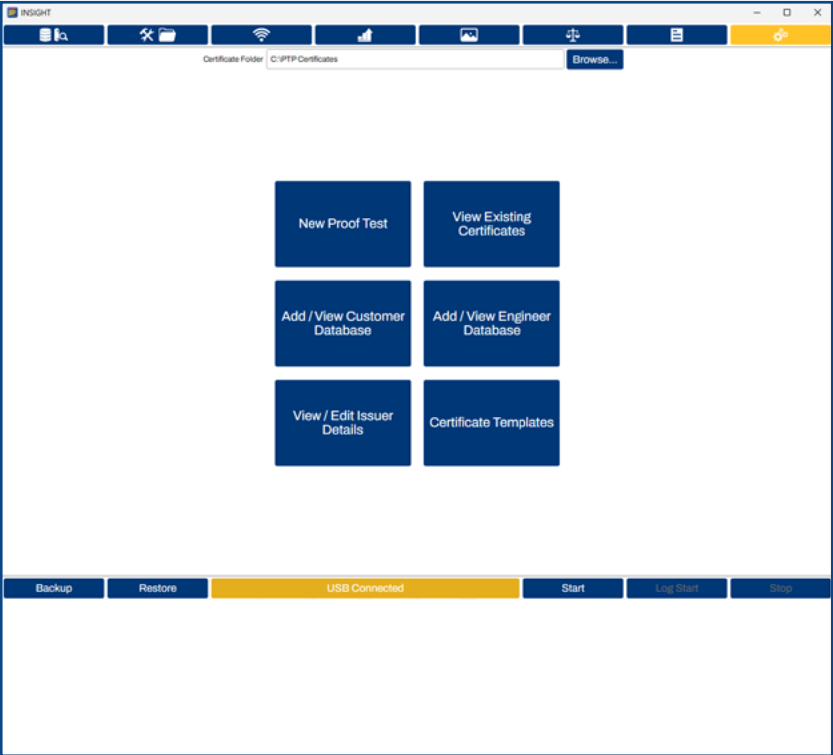 INSIGHT
Certificate Folder C:\PTP Certificates Browse...
New Proof Test
View Existing
Certificates
Add / View Customer
Database
Add / View Engineer
Database
View / Edit Issuer
Details
Certificate Templates
Backup Restore USB Connected Start Log Start Stop